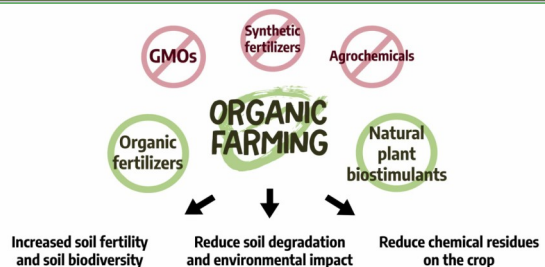 GMOs
Synthetic
fertilizers
Agrochemicals
ORGANIC
FARMING
Organic
fertilizers
Natural
plant
biostimulants
Increased soil fertility
and soil biodiversity
Reduce soil degradation
and environmental impact
Reduce chemical residues
on the crop